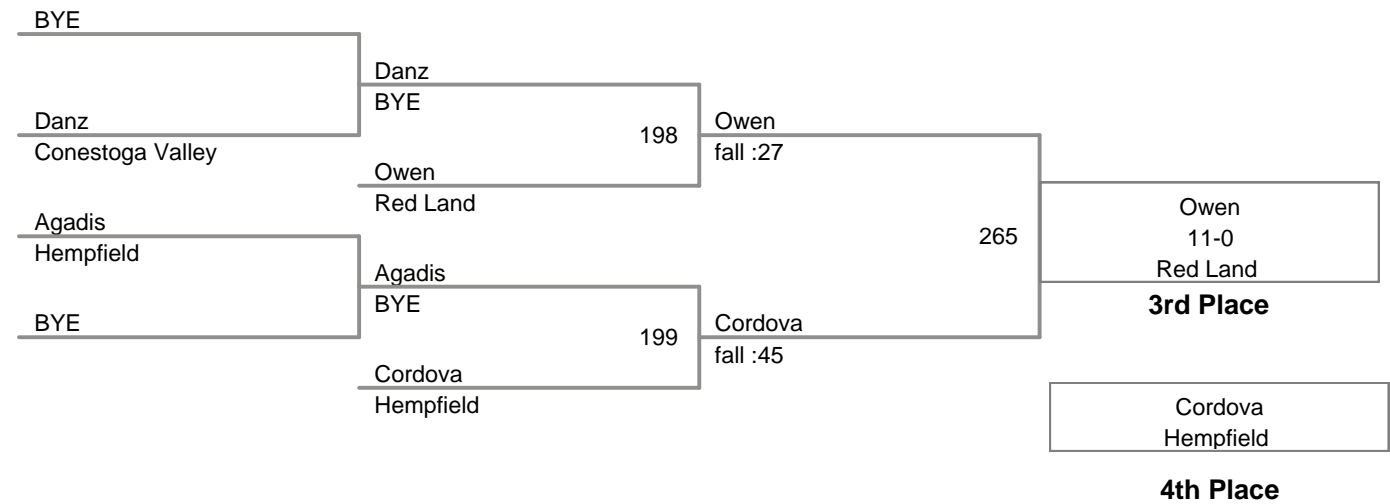 BYE
Danz
BYE
Danz
Conestoga Valley
198
Owen
fall :27
Owen
Red Land
Agadis
Hempfield
265
Owen
11-0
Red Land
3rd Place
Agadis
BYE
BYE
199
Cordova
fall :45
Cordova
Hempfield
Cordova
Hempfield
4th Place